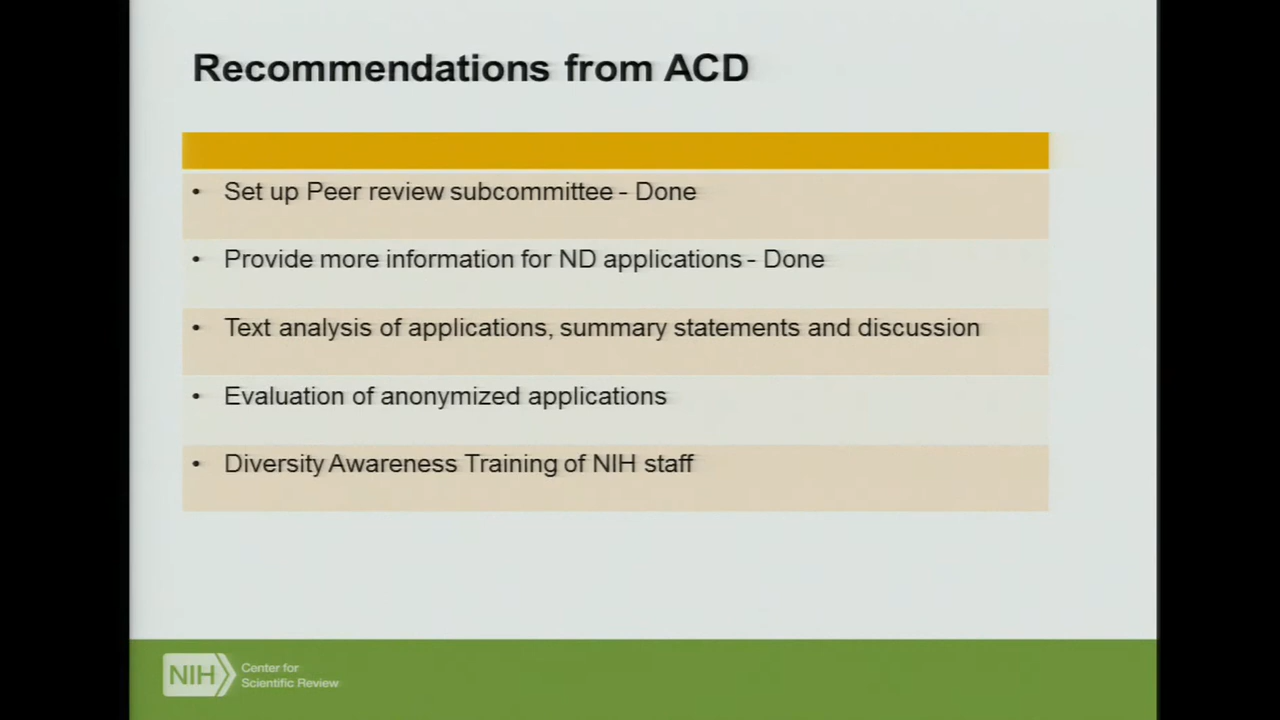 Recommendations from ACD
• Set up Peer review subcommittee - Done
• Provide more information for ND applications - Done
• Text analysis of applications, summary statements and discussion
• Evaluation of anonymized applications
• Diversity Awareness Training of NIH staff
NIH
Center for
Scientific Review